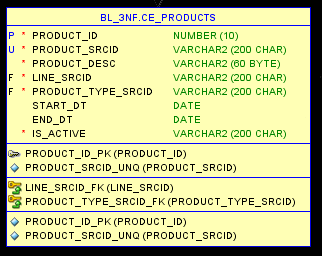 BL_3NF.CE_PRODUCTS
P * PRODUCT_ID NUMBER (10)
U * PRODUCT_SRCID VARCHAR2 (200 CHAR)
* PRODUCT_DESC VARCHAR2 (60 BYTE)
F * LINE_SRCID VARCHAR2 (200 CHAR)
F * PRODUCT_TYPE_SRCID VARCHAR2 (200 CHAR)
START_DT DATE
END_DT DATE
* IS_ACTIVE VARCHAR2 (200 CHAR)
PRODUCT_ID_PK (PRODUCT_ID)
PRODUCT_SRCID_UNQ (PRODUCT_SRCID)
LINE_SRCID_FK (LINE_SRCID)
PRODUCT_TYPE_SRCID_FK (PRODUCT_TYPE_SRCID)
PRODUCT_ID_PK (PRODUCT_ID)
PRODUCT_SRCID_UNQ (PRODUCT_SRCID)